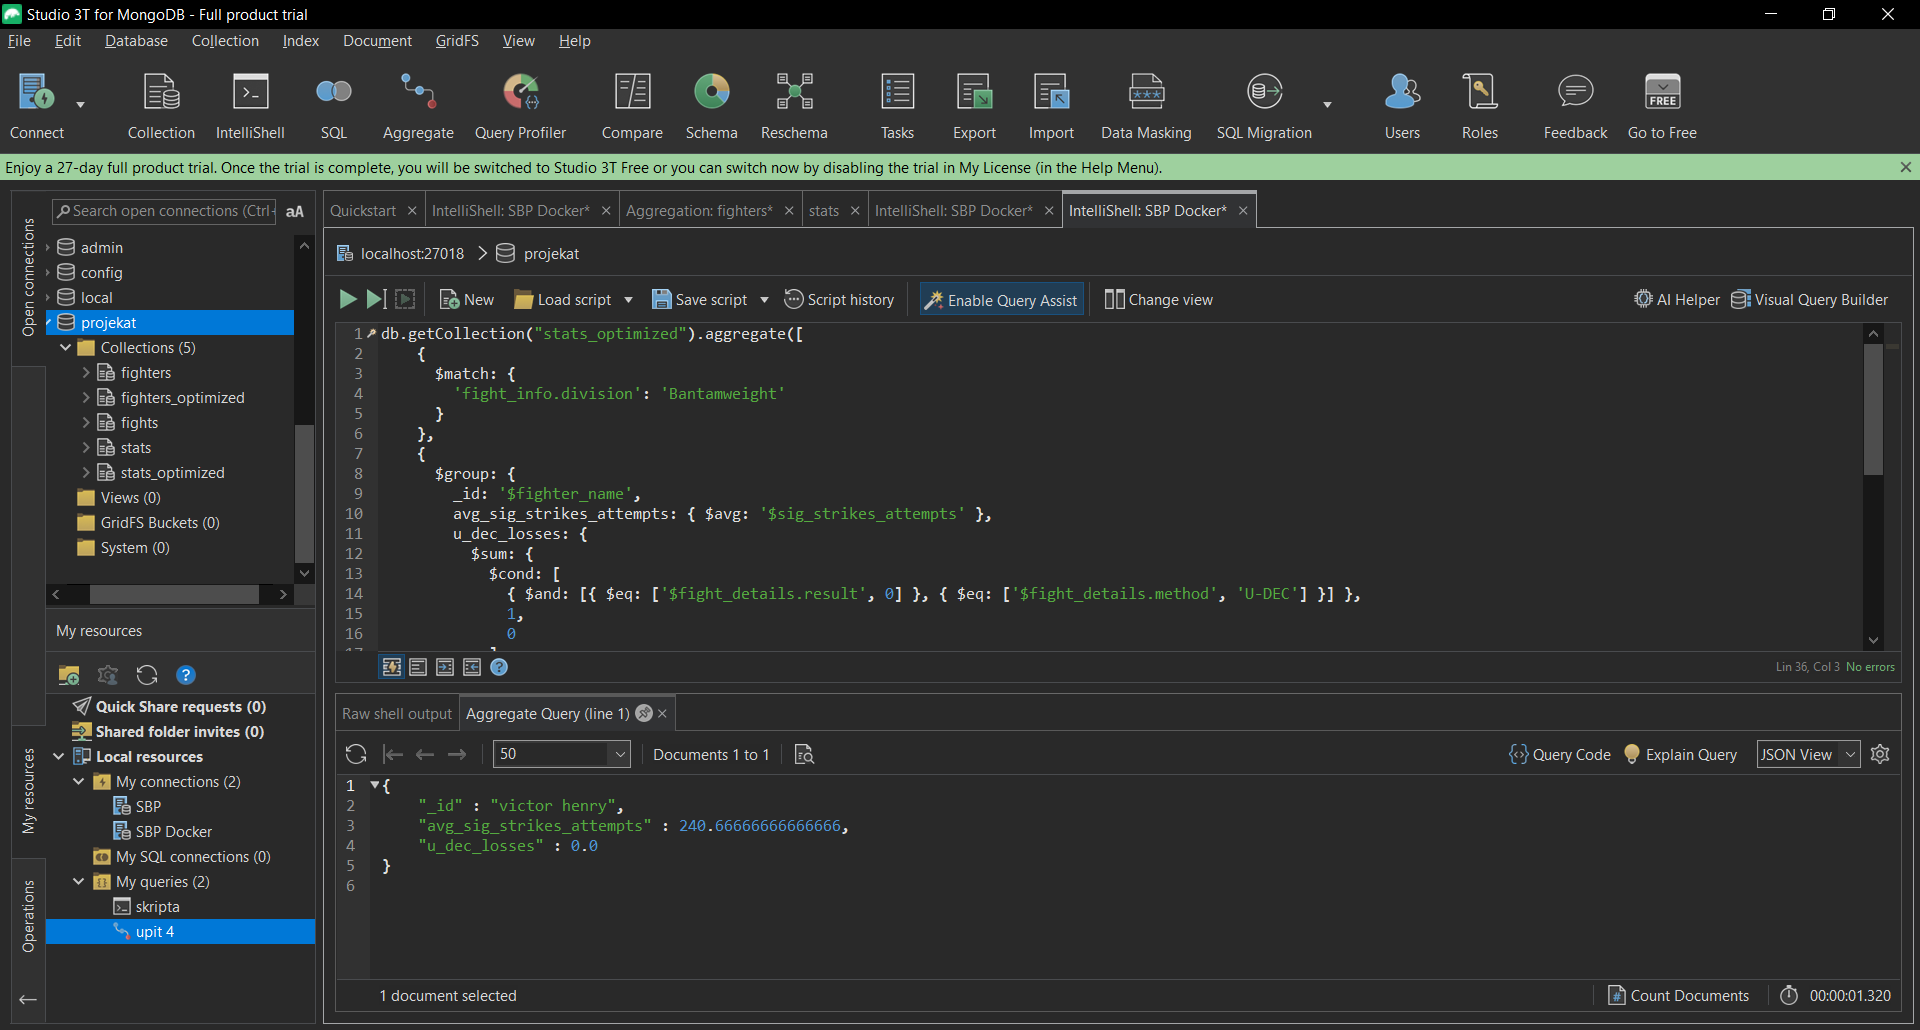 Studio 3T for MongoDB - Full product trial
File Edit Database Collection Index Document GridFS View Help
Connect Collection IntelliShell SQL Aggregate Query Profiler Compare Schema Reschema Tasks Export Import Data Masking SQL Migration Users Roles Feedback Go to Free
FREE
Enjoy a 27-day full product trial. Once the trial is complete, you will be switched to Studio 3T Free or you can switch now by disabling the trial in My License (in the Help Menu).
Open connections
Search open connections (Ctrl+ aA
admin
config
local
projekat
Collections (5)
fighters
fighters_optimized
fights
stats
stats_optimized
Views (0)
GridFS Buckets (0)
System (0)
My resources
My resources
Quick Share requests (0)
Shared folder invites (0)
Local resources
My connections (2)
SBP
SBP Docker
My SQL connections (0)
My queries (2)
skripta
upit 4
Operations
Quickstart IntelliShell: SBP Docker* Aggregation: fighters* stats IntelliShell: SBP Docker* IntelliShell: SBP Docker*
localhost:27018 projekat
New Load script Save script Script history Enable Query Assist Change view AI Helper Visual Query Builder
1 db.getCollection("stats_optimized").aggregate([
2 {
3 $match: {
4 'fight_info.division': 'Bantamweight'
5 }
6 },
7 {
8 $group: {
9 _id: '$fighter_name',
10 avg_sig_strikes_attempts: { $avg: '$sig_strikes_attempts' },
11 u_dec_losses: {
12 $sum: {
13 $cond: [
14 { $and: [{ $eq: ['$fight_details.result', 0] }, { $eq: ['$fight_details.method', 'U-DEC'] }] },
15 1,
16 0
17 ]
Lin 36, Col 3 No errors
Raw shell output Aggregate Query (line 1)
50 Documents 1 to 1 Query Code Explain Query JSON View
1 {
2 "_id" : "victor henry",
3 "avg_sig_strikes_attempts" : 240.66666666666666,
4 "u_dec_losses" : 0.0
5 }
6
1 document selected Count Documents 00:00:01.320